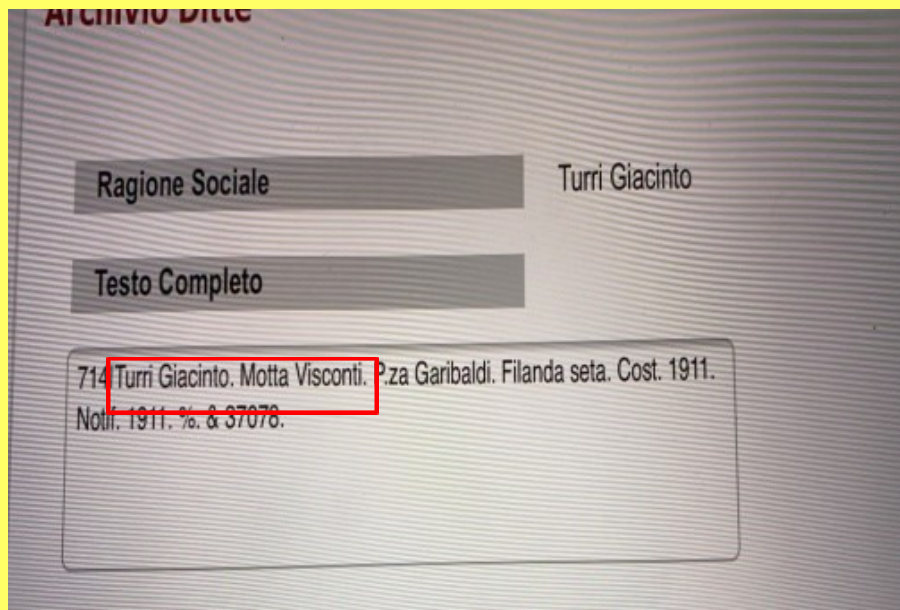 Archivio Ditte
Ragione Sociale
Turri Giacinto
Testo Completo
714 Turri Giacinto. Motta Visconti. P.za Garibaldi. Filanda seta. Cost. 1911.
Notif. 1911. %. & 37078.